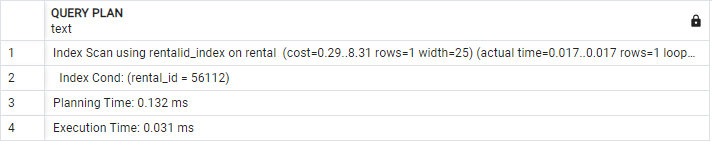 QUERY PLAN
text
1 Index Scan using rentalid_index on rental (cost=0.29..8.31 rows=1 width=25) (actual time=0.017..0.017 rows=1 loop...
2 Index Cond: (rental_id = 56112)
3 Planning Time: 0.132 ms
4 Execution Time: 0.031 ms